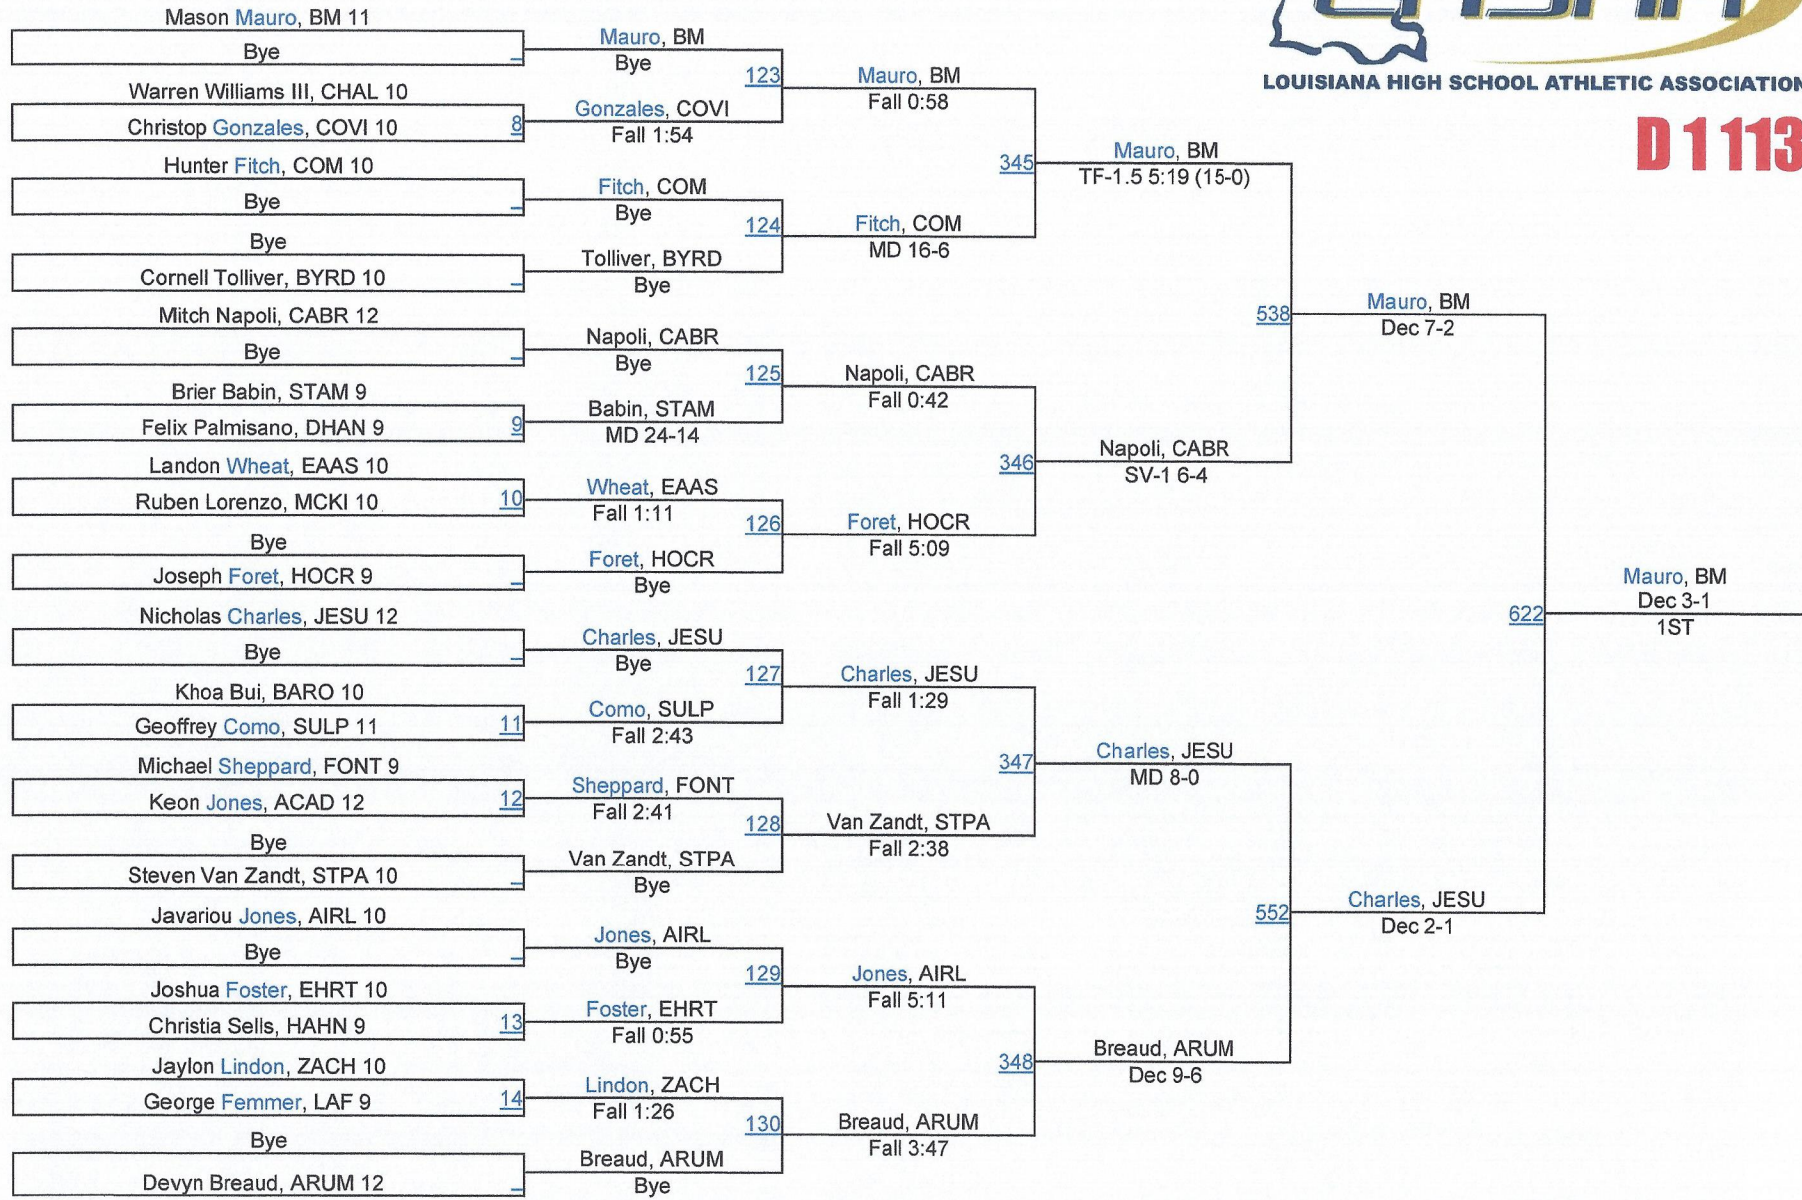 LHSAA
LOUISIANA HIGH SCHOOL ATHLETIC ASSOCIATION
D 1 113
Mason Mauro, BM 11
Bye
Warren Williams III, CHAL 10
Christop Gonzales, COVI 10 8
Hunter Fitch, COM 10
Bye
Bye
Cornell Tolliver, BYRD 10
Mitch Napoli, CABR 12
Bye
Brier Babin, STAM 9
Felix Palmisano, DHAN 9 9
Landon Wheat, EAAS 10
Ruben Lorenzo, MCKI 10 10
Bye
Joseph Foret, HOCR 9
Nicholas Charles, JESU 12
Bye
Khoa Bui, BARO 10
Geoffrey Como, SULP 11 11
Michael Sheppard, FONT 9
Keon Jones, ACAD 12 12
Bye
Steven Van Zandt, STPA 10
Javariou Jones, AIRL 10
Bye
Joshua Foster, EHRT 10
Christia Sells, HAHN 9 13
Jaylon Lindon, ZACH 10
George Femmer, LAF 9 14
Bye
Devyn Breaud, ARUM 12
Mauro, BM
Bye
123
Gonzales, COVI
Fall 1:54
Fitch, COM
Bye
124
Tolliver, BYRD
Bye
Napoli, CABR
Bye
125
Babin, STAM
MD 24-14
Wheat, EAAS
Fall 1:11
126
Foret, HOCR
Bye
Charles, JESU
Bye
127
Como, SULP
Fall 2:43
Sheppard, FONT
Fall 2:41
128
Van Zandt, STPA
Bye
Jones, AIRL
Bye
129
Foster, EHRT
Fall 0:55
Lindon, ZACH
Fall 1:26
130
Breaud, ARUM
Bye
Mauro, BM
Fall 0:58
345
Fitch, COM
MD 16-6
Napoli, CABR
Fall 0:42
346
Foret, HOCR
Fall 5:09
Charles, JESU
Fall 1:29
347
Van Zandt, STPA
Fall 2:38
Jones, AIRL
Fall 5:11
348
Breaud, ARUM
Fall 3:47
Mauro, BM
TF-1.5 5:19 (15-0)
538
Napoli, CABR
SV-1 6-4
Charles, JESU
MD 8-0
552
Breaud, ARUM
Dec 9-6
Mauro, BM
Dec 7-2
622
Charles, JESU
Dec 2-1
Mauro, BM
Dec 3-1
1ST